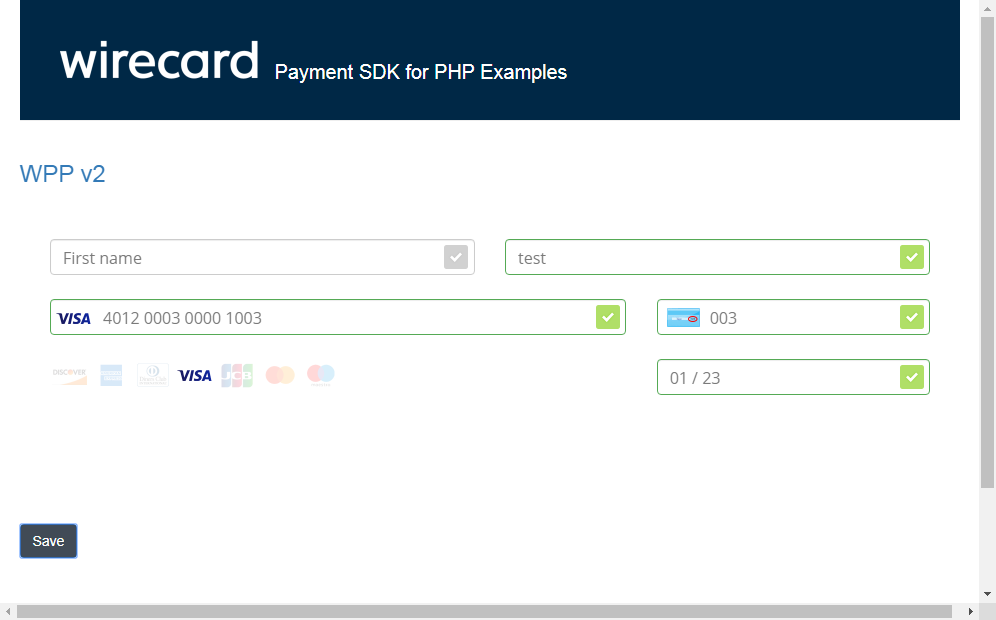 wirecard Payment SDK for PHP Examples
WPP v2
First name test
VISA 4012 0003 0000 1003 003
DISCOVER VISA JCB 01 / 23
Save